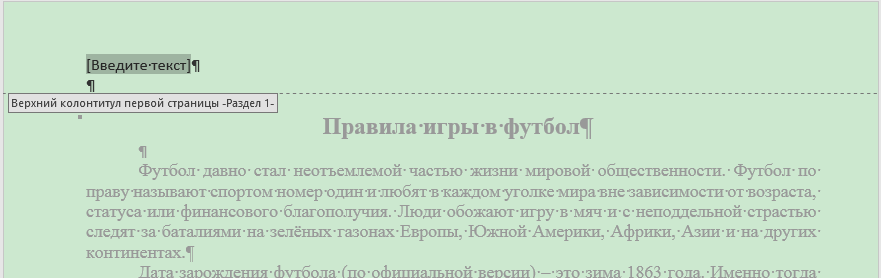 [Введите текст]¶
¶
Верхний колонтитул первой страницы -Раздел 1-
Правила игры в футбол¶
¶
Футбол давно стал неотъемлемой частью жизни мировой общественности. Футбол по
праву называют спортом номер один и любят в каждом уголке мира вне зависимости от возраста,
статуса или финансового благополучия. Люди обожают игру в мяч и с неподдельной страстью
следят за баталиями на зелёных газонах Европы, Южной Америки, Африки, Азии и на других
континентах.¶
Дата зарождения футбола (по официальной версии) – это зима 1863 года. Именно тогда